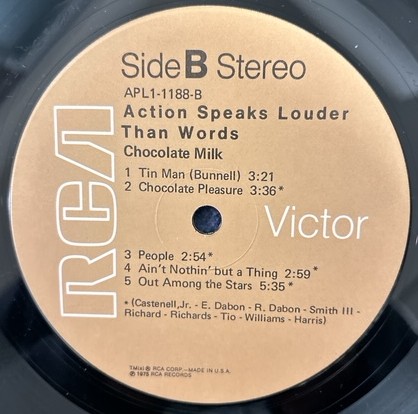 Side B Stereo
APL1-1188-B
Action Speaks Louder
Than Words
Chocolate Milk
1 Tin Man (Bunnell) 3:21
2 Chocolate Pleasure 3:36*
RCA
Victor
3 People 2:54*
4 Ain't Nothin' but a Thing 2:59*
5 Out Among the Stars 5:35*
*(Castenell, Jr. - E. Dabon - R. Dabon - Smith III -
Richard - Richards - Tio - Williams - Harris)
TM(s) ® RCA CORP.—MADE IN U.S.A.
℗ 1975 RCA RECORDS